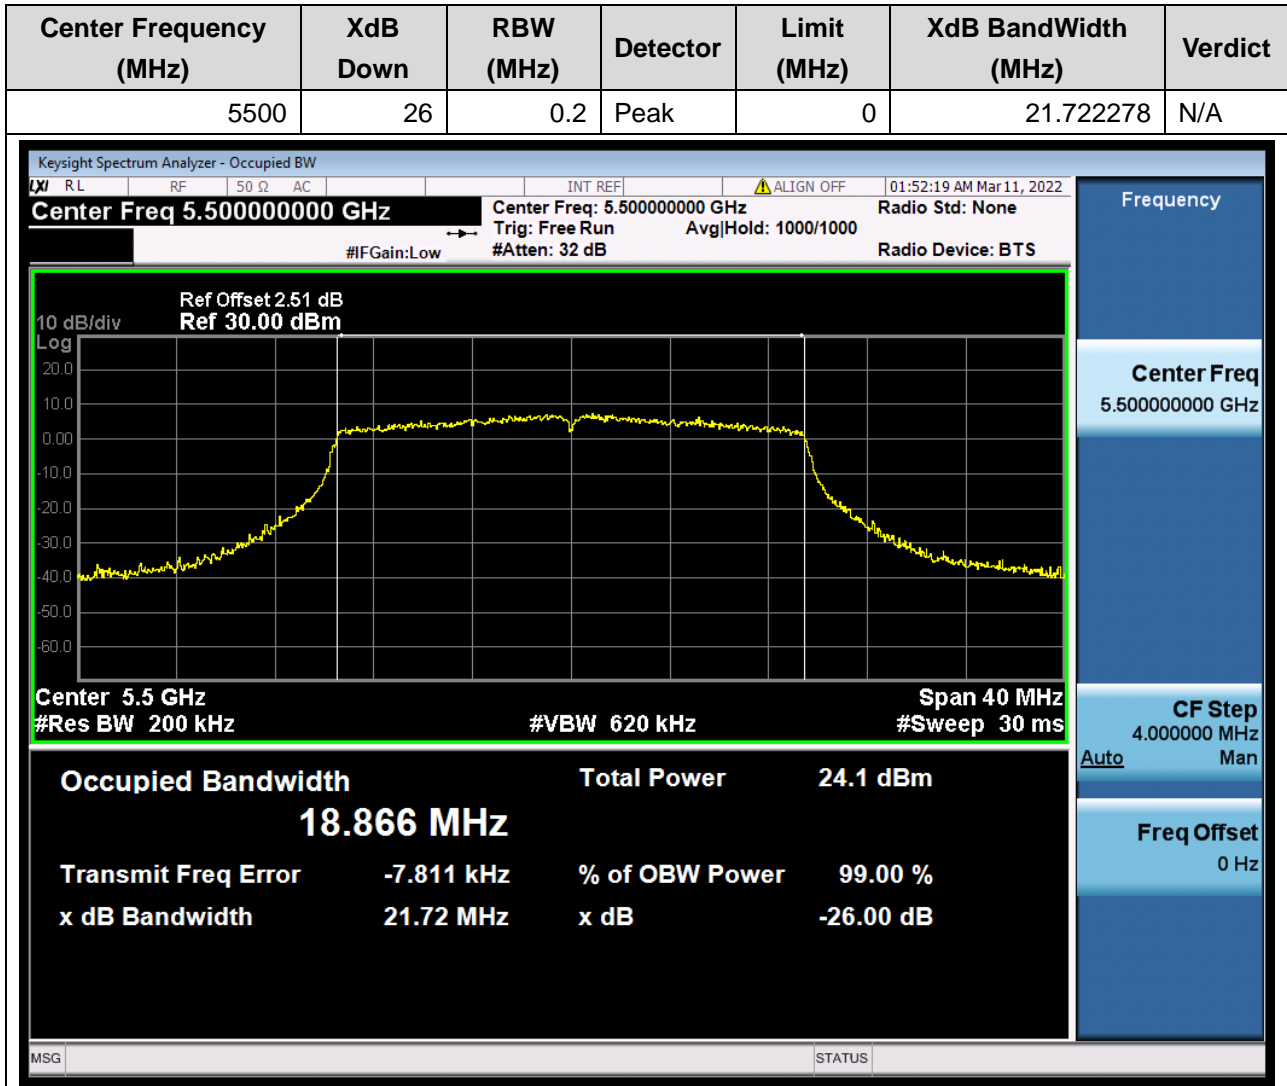 Center Frequency (MHz) XdB Down RBW (MHz) Detector Limit (MHz) XdB BandWidth (MHz) Verdict
5500 26 0.2 Peak 0 21.722278 N/A
Keysight Spectrum Analyzer - Occupied BW
LXI RL RF 50 Ω AC INT REF ALIGN OFF 01:52:19 AM Mar 11, 2022
Center Freq 5.500000000 GHz Center Freq: 5.500000000 GHz Radio Std: None
Trig: Free Run Avg|Hold: 1000/1000
#IFGain:Low #Atten: 32 dB Radio Device: BTS
Frequency
Ref Offset 2.51 dB
10 dB/div Ref 30.00 dBm
Log
20.0
10.0
0.00
-10.0
-20.0
-30.0
-40.0
-50.0
-60.0
Center 5.5 GHz Span 40 MHz
#Res BW 200 kHz #VBW 620 kHz #Sweep 30 ms
Center Freq
5.500000000 GHz
CF Step
4.000000 MHz
Auto Man
Freq Offset
0 Hz
Occupied Bandwidth Total Power 24.1 dBm
18.866 MHz
Transmit Freq Error -7.811 kHz % of OBW Power 99.00 %
x dB Bandwidth 21.72 MHz x dB -26.00 dB
MSG STATUS